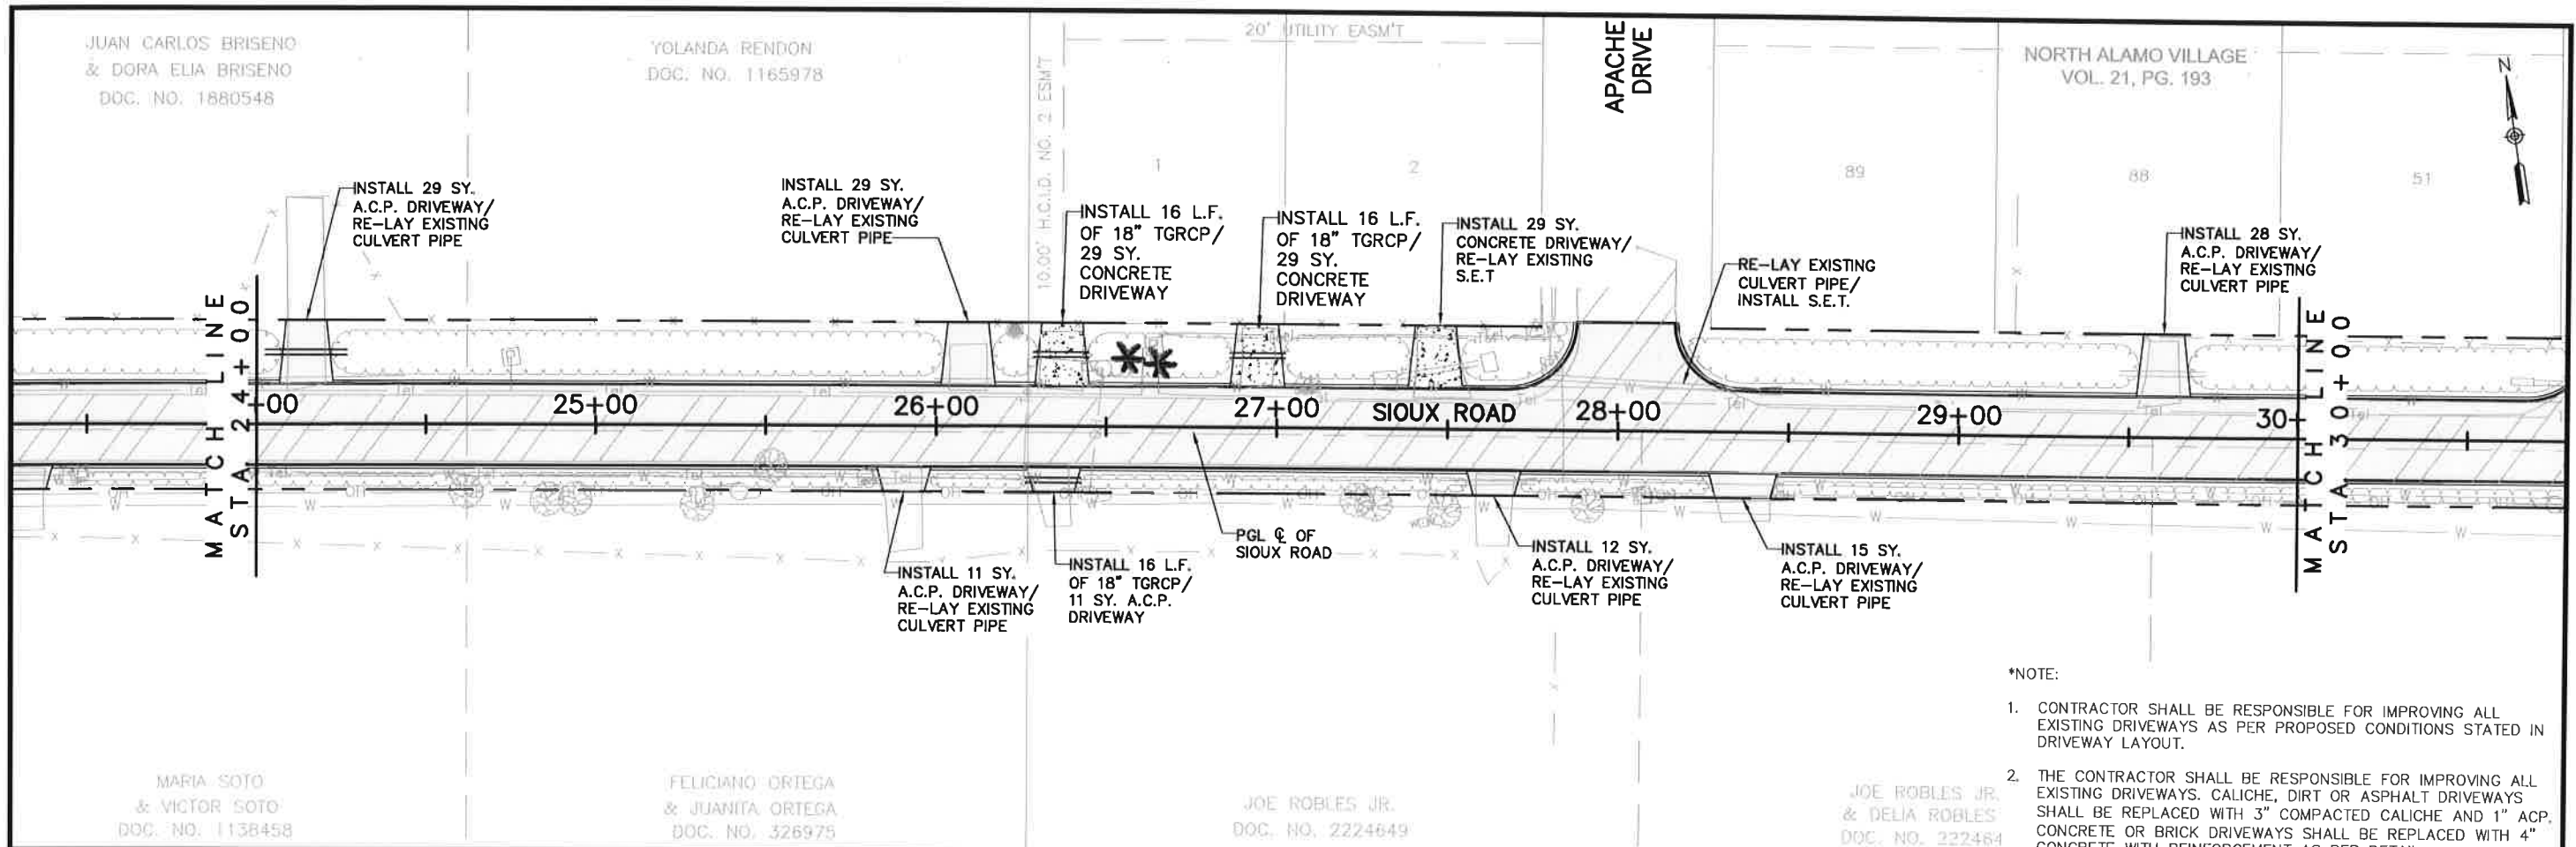 JUAN CARLOS BRISENO
& DORA ELIA BRISENO
DOC. NO. 1880548
YOLANDA RENDON
DOC. NO. 1165978
10.00' H.C.I.D. NO. 2 ESM'T
20' UTILITY EASM'T
APACHE
DRIVE
NORTH ALAMO VILLAGE
VOL. 21, PG. 193
N
1
2
89
88
51
INSTALL 29 SY.
A.C.P. DRIVEWAY/
RE-LAY EXISTING
CULVERT PIPE
INSTALL 29 SY.
A.C.P. DRIVEWAY/
RE-LAY EXISTING
CULVERT PIPE
INSTALL 16 L.F.
OF 18" TGRCP/
29 SY.
CONCRETE
DRIVEWAY
INSTALL 16 L.F.
OF 18" TGRCP/
29 SY.
CONCRETE
DRIVEWAY
INSTALL 29 SY.
CONCRETE DRIVEWAY/
RE-LAY EXISTING
S.E.T
RE-LAY EXISTING
CULVERT PIPE/
INSTALL S.E.T.
INSTALL 28 SY.
A.C.P. DRIVEWAY/
RE-LAY EXISTING
CULVERT PIPE
MATCH LINE
STA 24+00
+00
25+00
26+00
27+00
SIOUX ROAD
28+00
29+00
30+
MATCH LINE
STA 30+00
INSTALL 11 SY.
A.C.P. DRIVEWAY/
RE-LAY EXISTING
CULVERT PIPE
INSTALL 16 L.F.
OF 18" TGRCP/
11 SY. A.C.P.
DRIVEWAY
PGL ℄ OF
SIOUX ROAD
INSTALL 12 SY.
A.C.P. DRIVEWAY/
RE-LAY EXISTING
CULVERT PIPE
INSTALL 15 SY.
A.C.P. DRIVEWAY/
RE-LAY EXISTING
CULVERT PIPE
MARIA SOTO
& VICTOR SOTO
DOC. NO. 1138458
FELICIANO ORTEGA
& JUANITA ORTEGA
DOC. NO. 326975
JOE ROBLES JR.
DOC. NO. 2224649
JOE ROBLES JR.
& DELIA ROBLES
DOC. NO. 222464
*NOTE:
1. CONTRACTOR SHALL BE RESPONSIBLE FOR IMPROVING ALL
EXISTING DRIVEWAYS AS PER PROPOSED CONDITIONS STATED IN
DRIVEWAY LAYOUT.
2. THE CONTRACTOR SHALL BE RESPONSIBLE FOR IMPROVING ALL
EXISTING DRIVEWAYS. CALICHE, DIRT OR ASPHALT DRIVEWAYS
SHALL BE REPLACED WITH 3" COMPACTED CALICHE AND 1" ACP.
CONCRETE OR BRICK DRIVEWAYS SHALL BE REPLACED WITH 4"
CONCRETE WITH REINFORCEMENT AS PER DETAIL